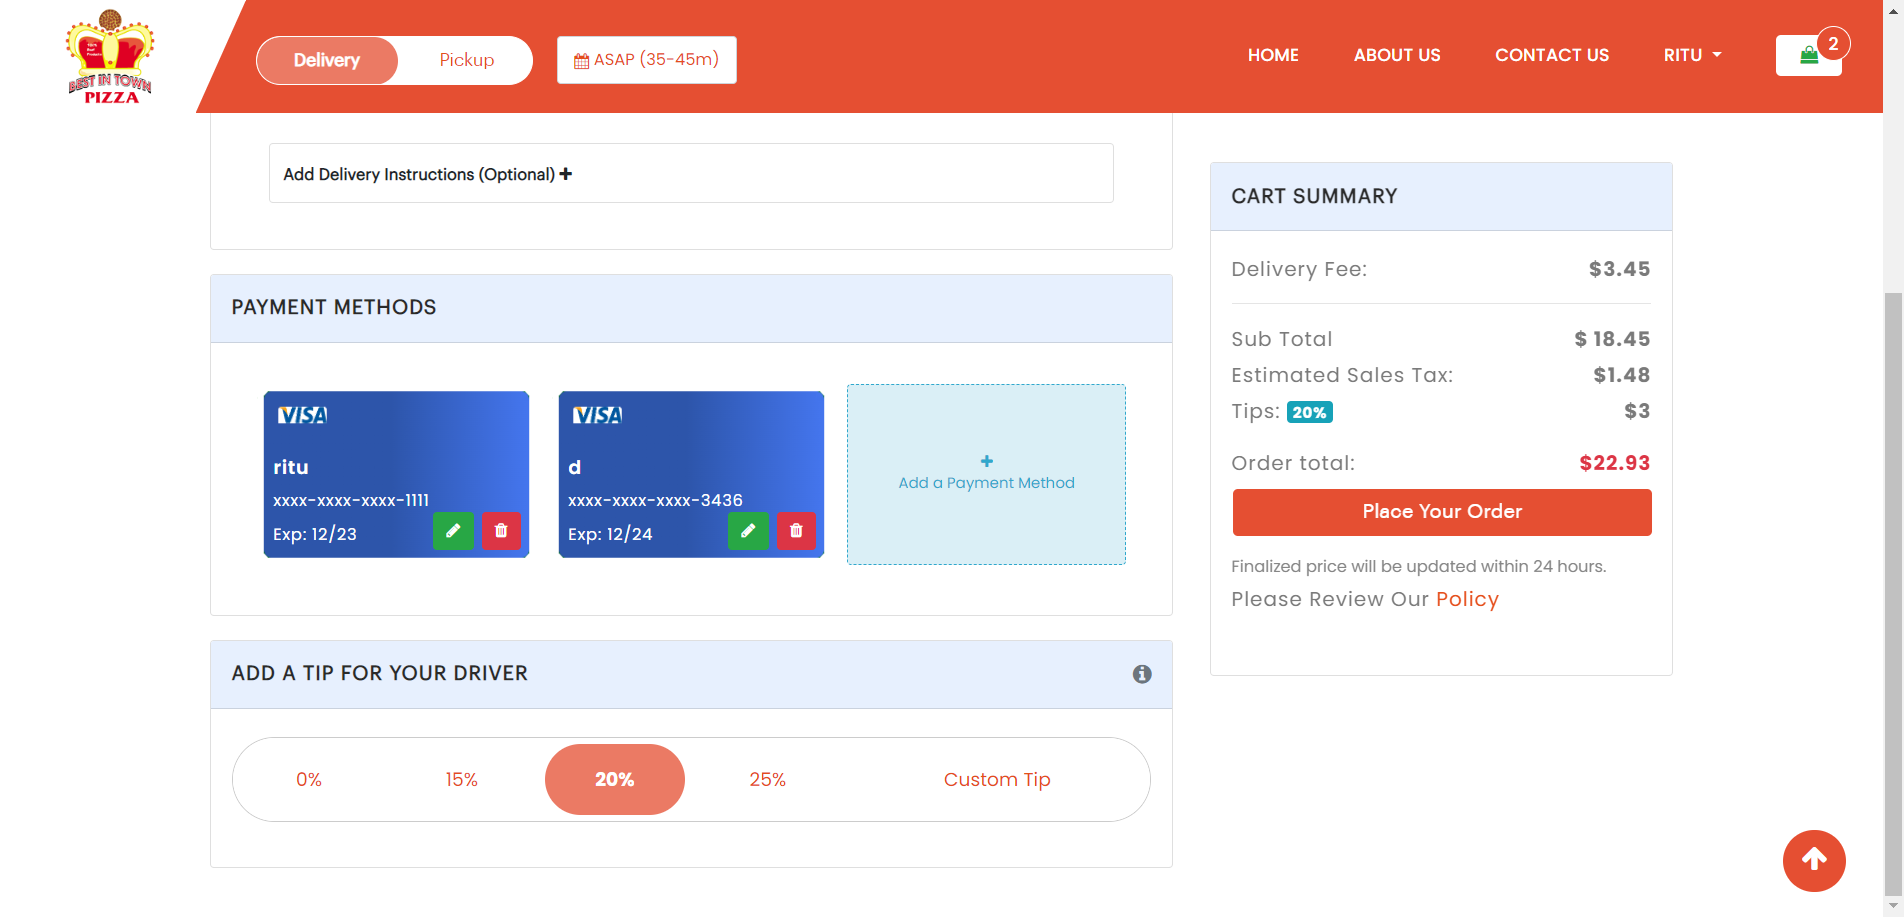 BEST IN TOWN
PIZZA
Delivery
Pickup
ASAP (35-45m)
HOME
ABOUT US
CONTACT US
RITU
2
Add Delivery Instructions (Optional)
PAYMENT METHODS
VISA
ritu
xxxx-xxxx-xxxx-1111
Exp: 12/23
VISA
d
xxxx-xxxx-xxxx-3436
Exp: 12/24
Add a Payment Method
ADD A TIP FOR YOUR DRIVER
0%
15%
20%
25%
Custom Tip
CART SUMMARY
Delivery Fee: $3.45
Sub Total $ 18.45
Estimated Sales Tax: $1.48
Tips: 20% $3
Order total: $22.93
Place Your Order
Finalized price will be updated within 24 hours.
Please Review Our Policy